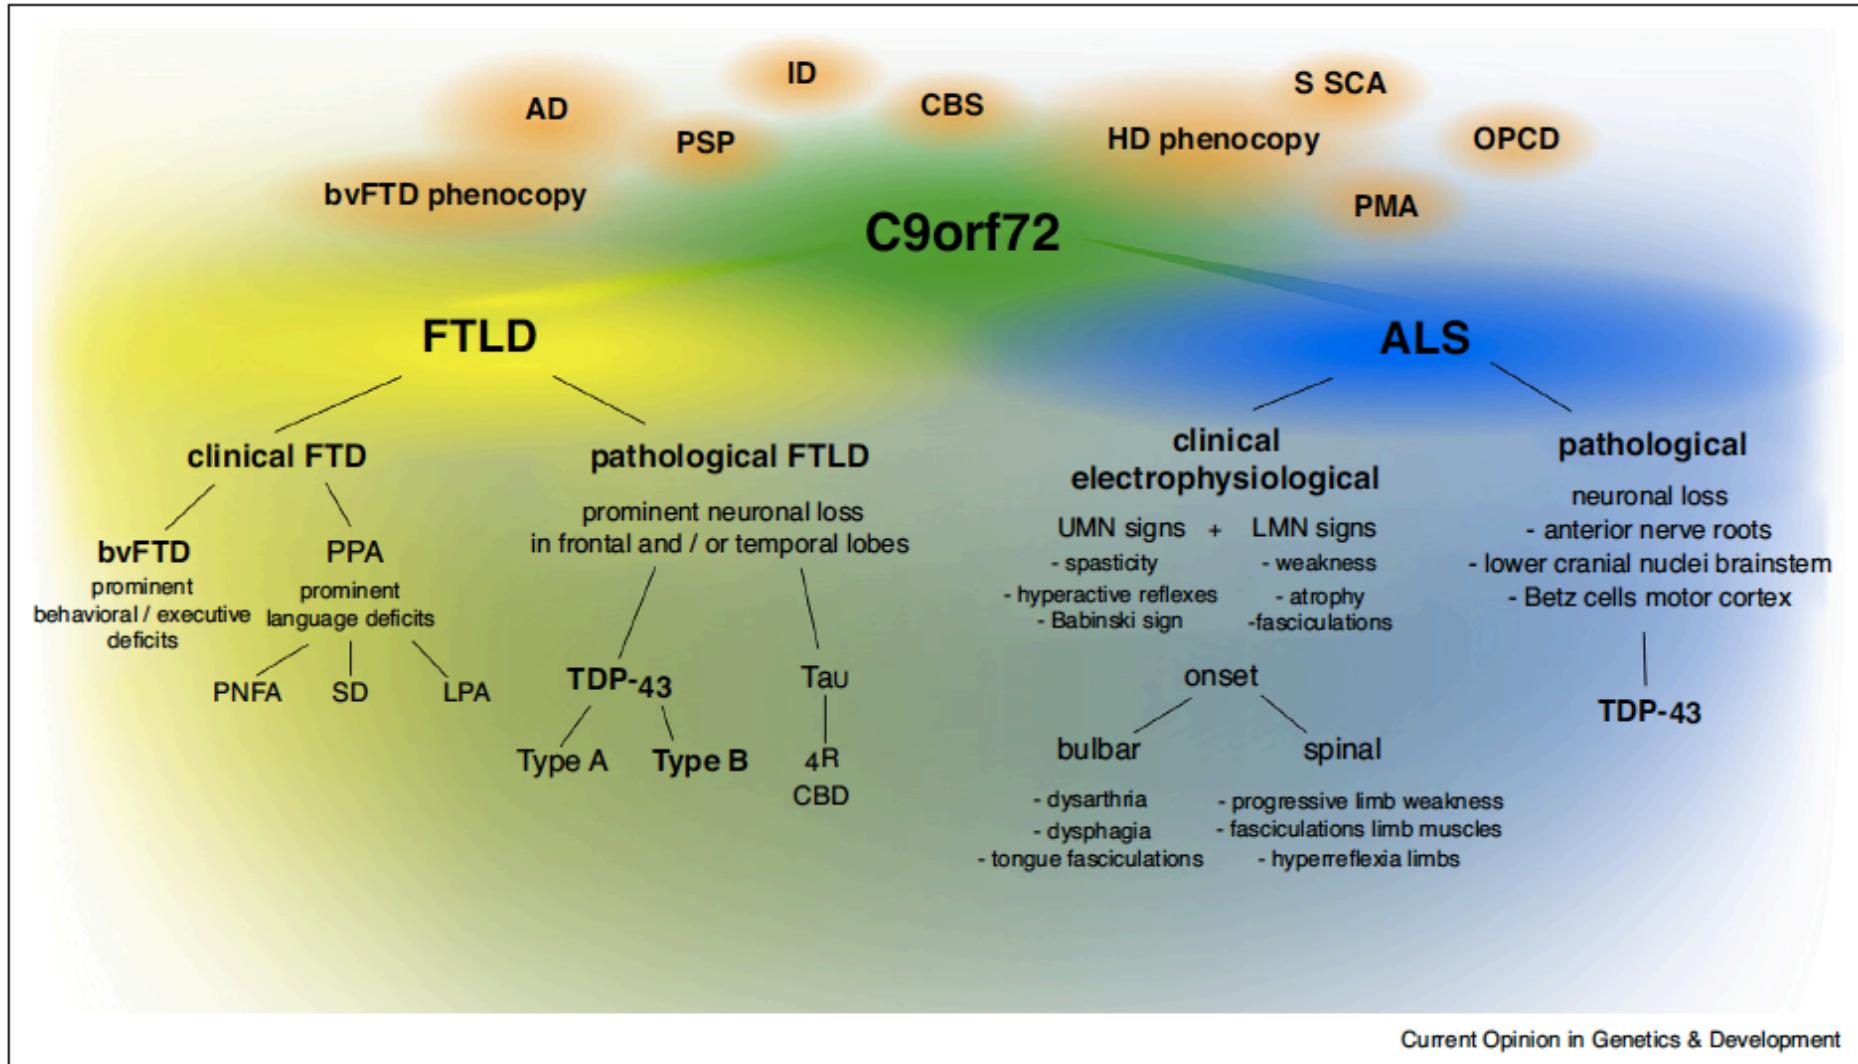 ID
S SCA
AD
CBS
PSP
HD phenocopy
OPCD
bvFTD phenocopy
PMA
C9orf72
FTLD
ALS
clinical FTD
bvFTD
prominent
behavioral / executive
deficits
PPA
prominent
language deficits
PNFA
SD
LPA
pathological FTLD
prominent neuronal loss
in frontal and / or temporal lobes
TDP-43
Type A
Type B
Tau
4R
CBD
clinical
electrophysiological
UMN signs + LMN signs
- spasticity
- hyperactive reflexes
- Babinski sign
- weakness
- atrophy
-fasciculations
onset
bulbar
- dysarthria
- dysphagia
- tongue fasciculations
spinal
- progressive limb weakness
- fasciculations limb muscles
- hyperreflexia limbs
pathological
neuronal loss
- anterior nerve roots
- lower cranial nuclei brainstem
- Betz cells motor cortex
TDP-43
Current Opinion in Genetics & Development